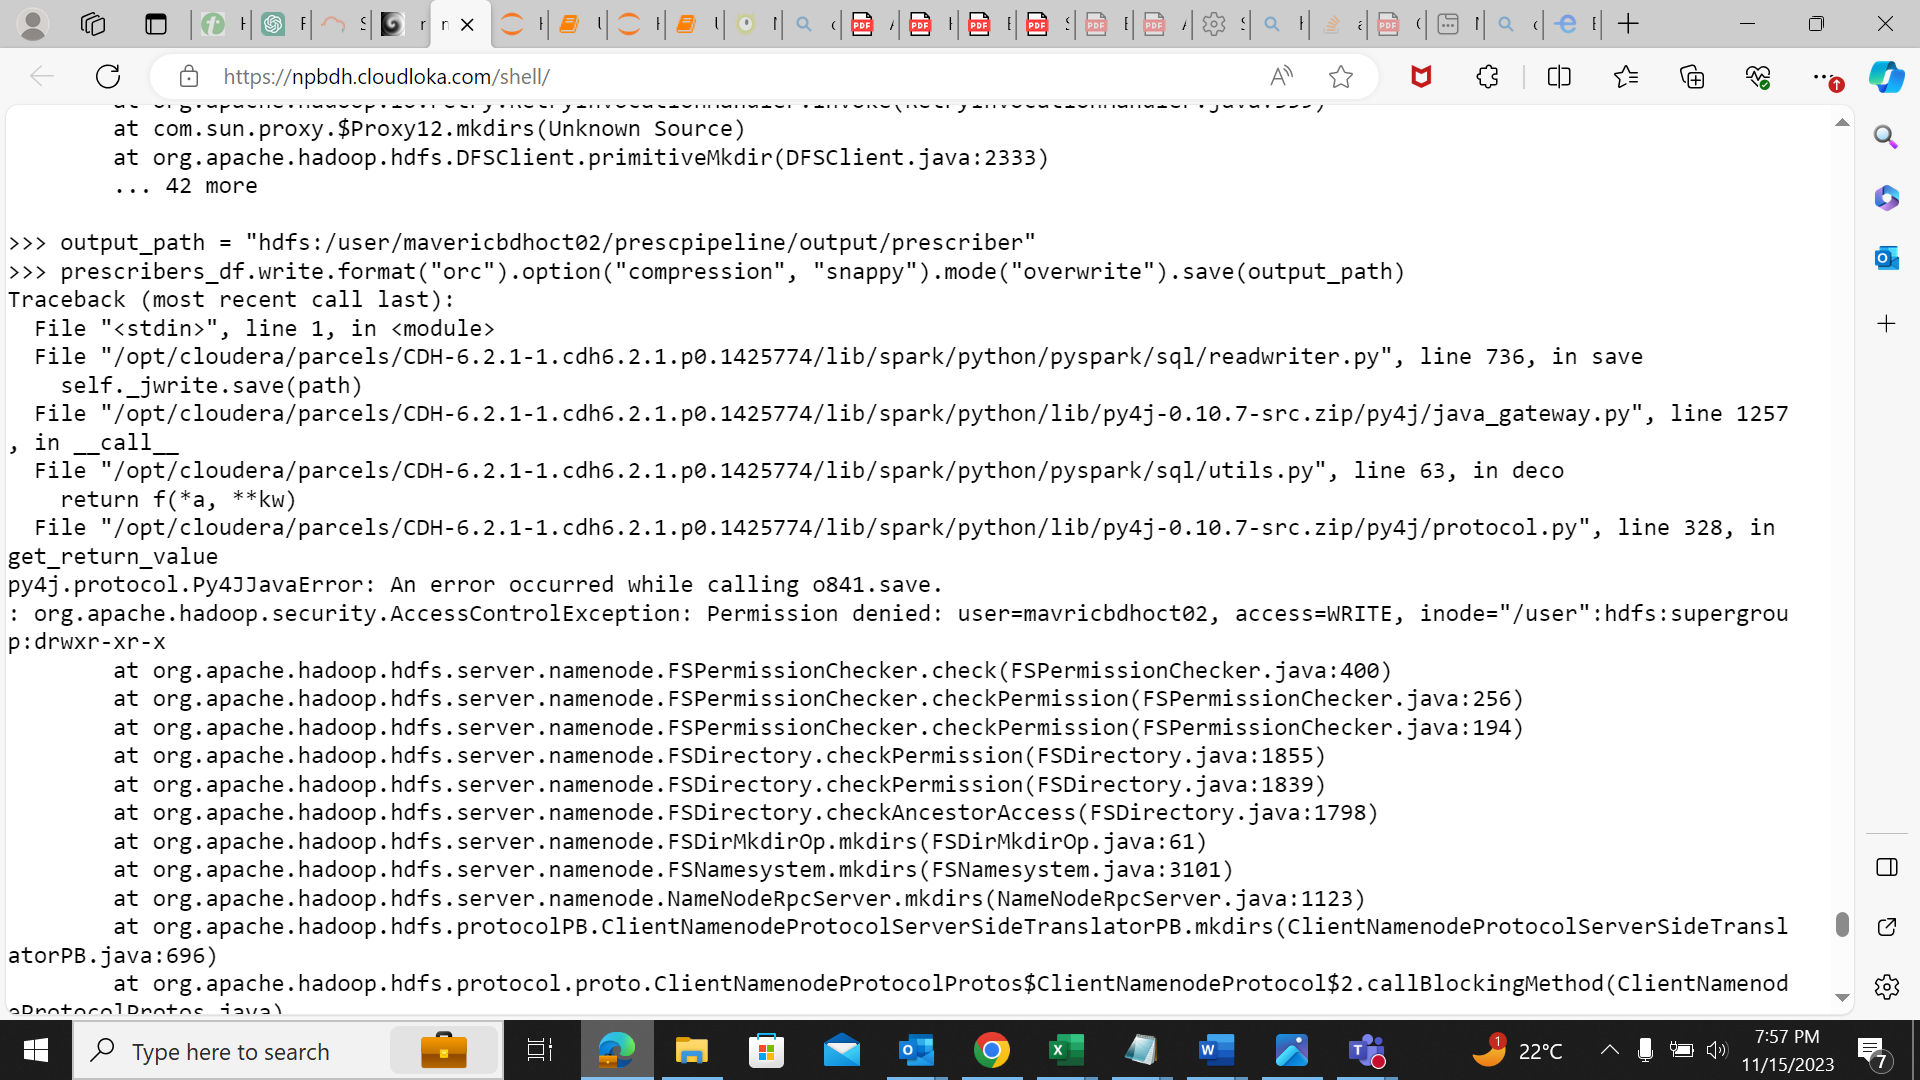 https://npbdh.cloudloka.com/shell/
at com.sun.proxy.$Proxy12.mkdirs(Unknown Source)
at org.apache.hadoop.hdfs.DFSClient.primitiveMkdir(DFSClient.java:2333)
... 42 more
>>> output_path = "hdfs:/user/mavericbdhoct02/prescpipeline/output/prescriber"
>>> prescribers_df.write.format("orc").option("compression", "snappy").mode("overwrite").save(output_path)
Traceback (most recent call last):
File "<stdin>", line 1, in <module>
File "/opt/cloudera/parcels/CDH-6.2.1-1.cdh6.2.1.p0.1425774/lib/spark/python/pyspark/sql/readwriter.py", line 736, in save
self._jwrite.save(path)
File "/opt/cloudera/parcels/CDH-6.2.1-1.cdh6.2.1.p0.1425774/lib/spark/python/lib/py4j-0.10.7-src.zip/py4j/java_gateway.py", line 1257
, in __call__
File "/opt/cloudera/parcels/CDH-6.2.1-1.cdh6.2.1.p0.1425774/lib/spark/python/pyspark/sql/utils.py", line 63, in deco
return f(*a, **kw)
File "/opt/cloudera/parcels/CDH-6.2.1-1.cdh6.2.1.p0.1425774/lib/spark/python/lib/py4j-0.10.7-src.zip/py4j/protocol.py", line 328, in
get_return_value
py4j.protocol.Py4JJavaError: An error occurred while calling o841.save.
: org.apache.hadoop.security.AccessControlException: Permission denied: user=mavricbdhoct02, access=WRITE, inode="/user":hdfs:supergrou
p:drwxr-xr-x
at org.apache.hadoop.hdfs.server.namenode.FSPermissionChecker.check(FSPermissionChecker.java:400)
at org.apache.hadoop.hdfs.server.namenode.FSPermissionChecker.checkPermission(FSPermissionChecker.java:256)
at org.apache.hadoop.hdfs.server.namenode.FSPermissionChecker.checkPermission(FSPermissionChecker.java:194)
at org.apache.hadoop.hdfs.server.namenode.FSDirectory.checkPermission(FSDirectory.java:1855)
at org.apache.hadoop.hdfs.server.namenode.FSDirectory.checkPermission(FSDirectory.java:1839)
at org.apache.hadoop.hdfs.server.namenode.FSDirectory.checkAncestorAccess(FSDirectory.java:1798)
at org.apache.hadoop.hdfs.server.namenode.FSDirMkdirOp.mkdirs(FSDirMkdirOp.java:61)
at org.apache.hadoop.hdfs.server.namenode.FSNamesystem.mkdirs(FSNamesystem.java:3101)
at org.apache.hadoop.hdfs.server.namenode.NameNodeRpcServer.mkdirs(NameNodeRpcServer.java:1123)
at org.apache.hadoop.hdfs.protocolPB.ClientNamenodeProtocolServerSideTranslatorPB.mkdirs(ClientNamenodeProtocolServerSideTransl
atorPB.java:696)
at org.apache.hadoop.hdfs.protocol.proto.ClientNamenodeProtocolProtos$ClientNamenodeProtocol$2.callBlockingMethod(ClientNamenod
eProtocolProtos.java)
Type here to search
1
22°C
7:57 PM
11/15/2023
7